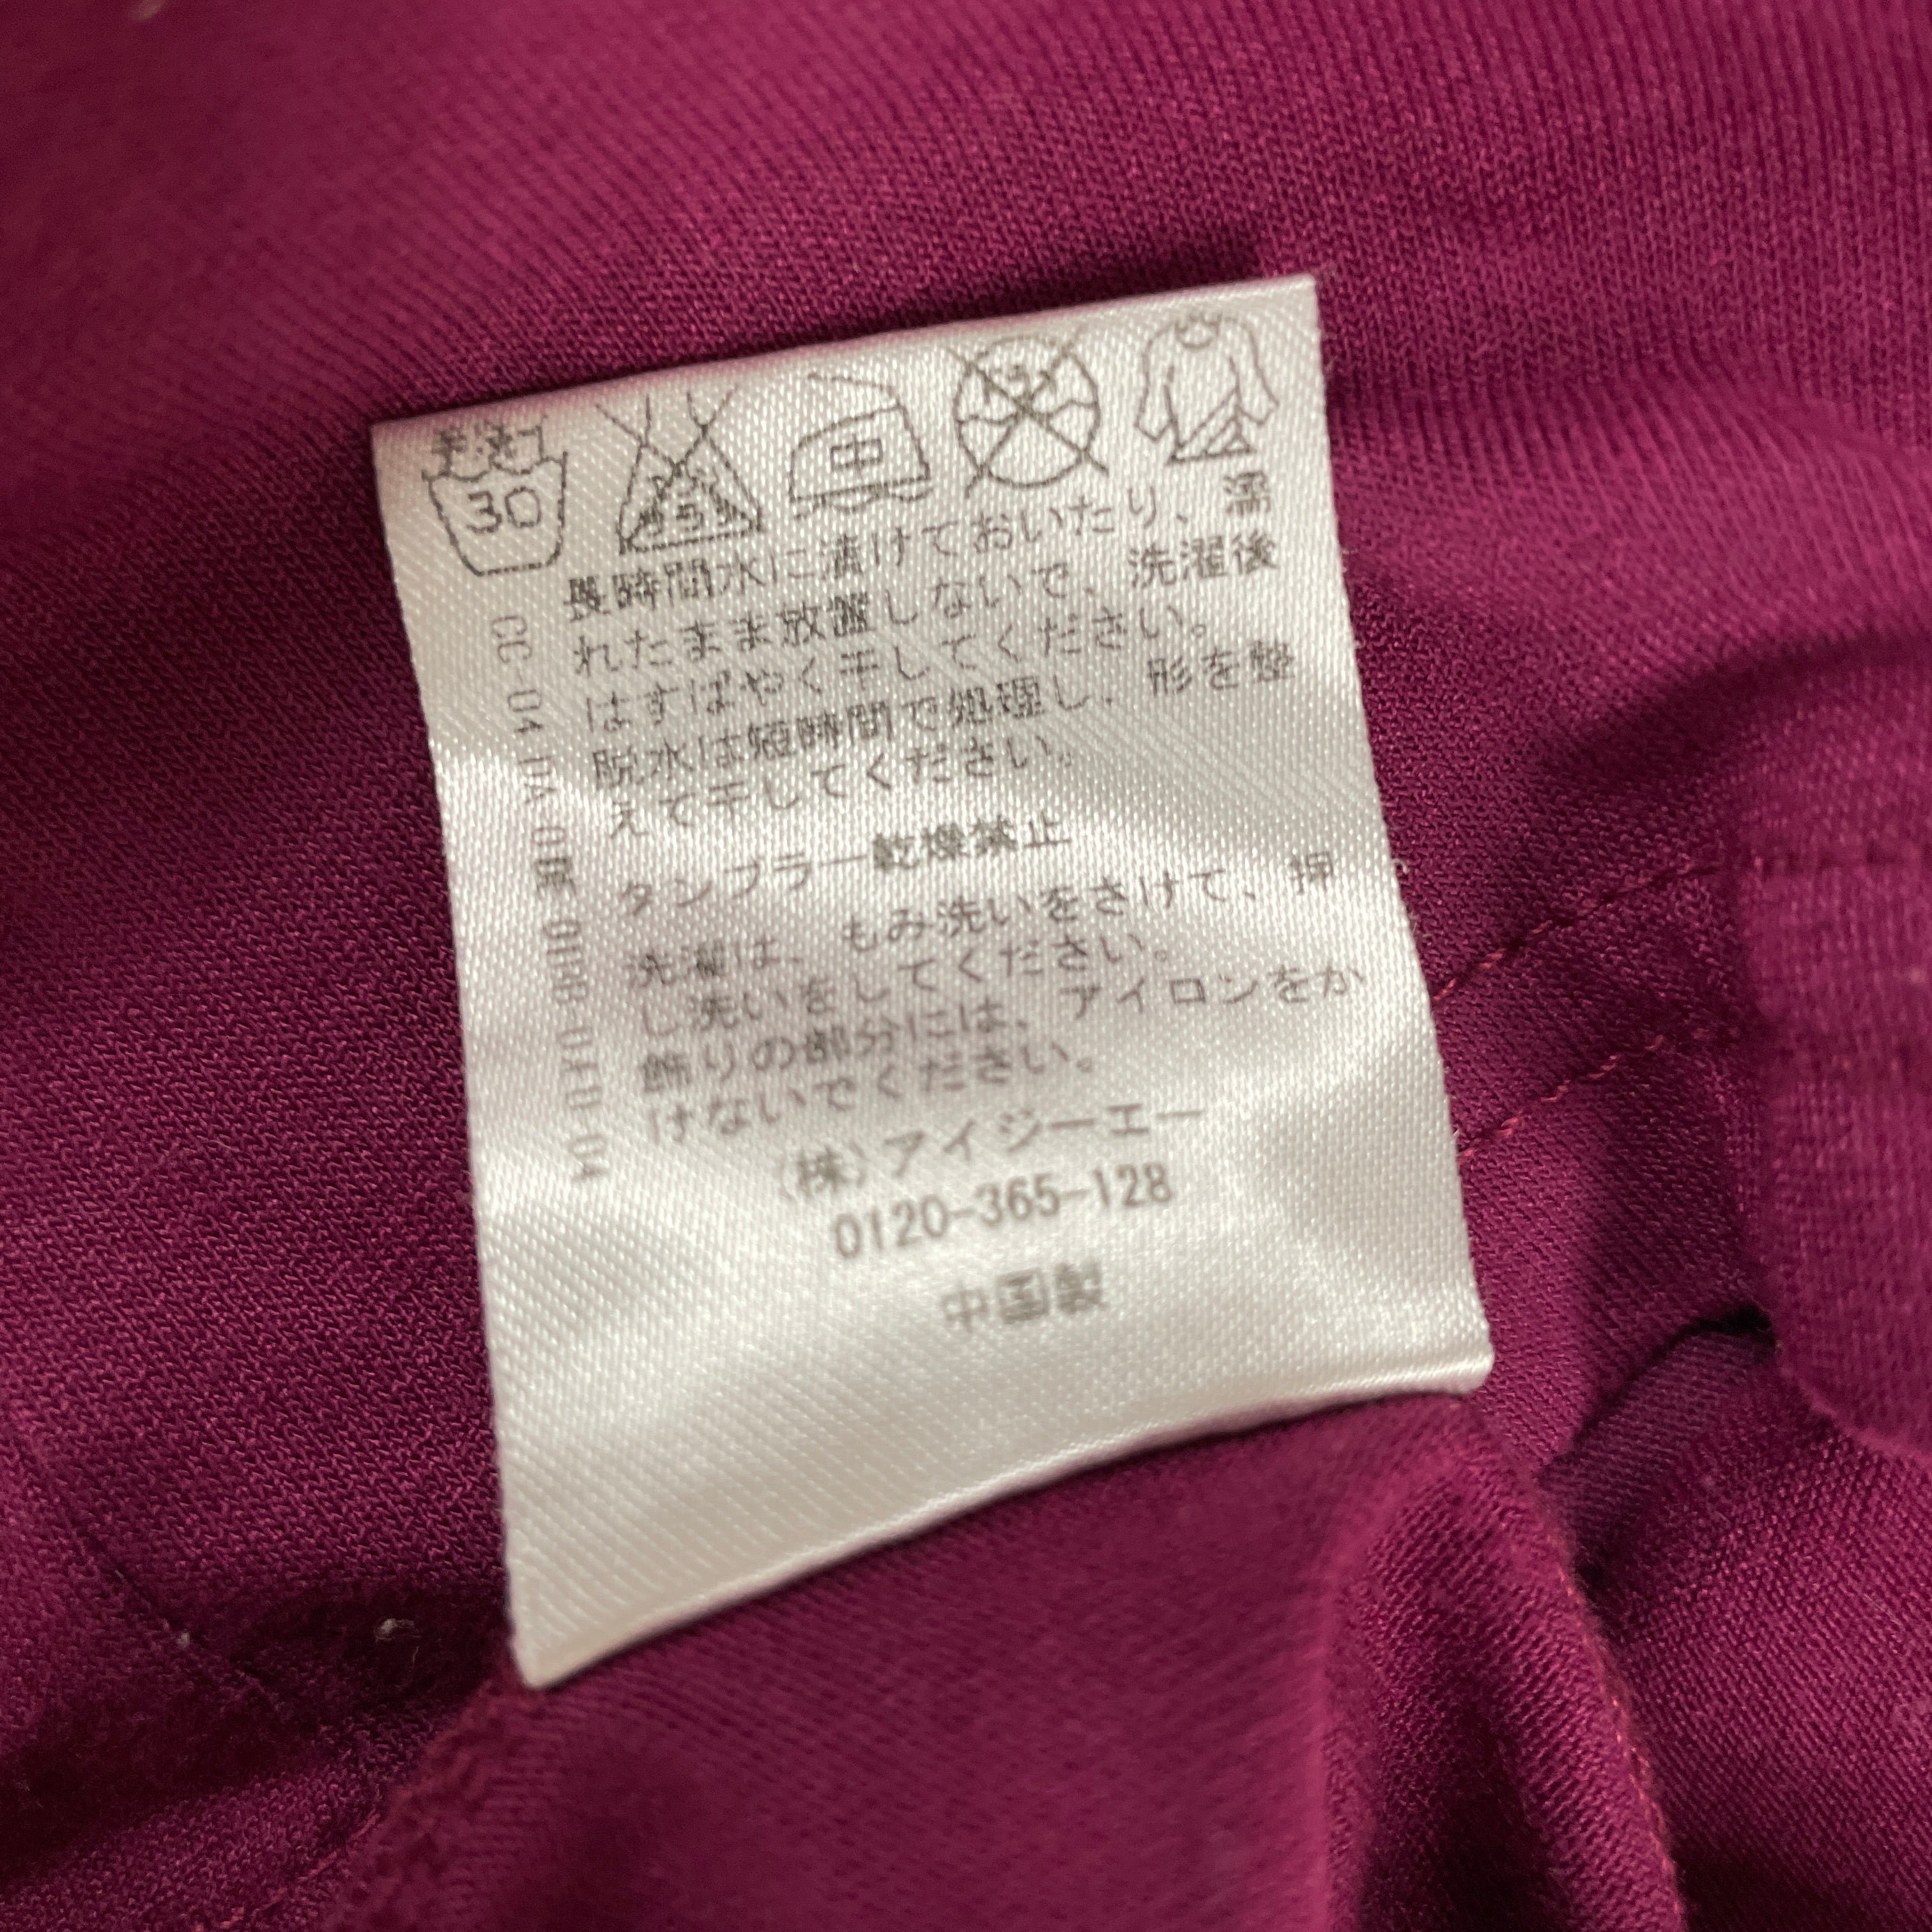 手洗イ
30
中
長時間水に漬けておいたり、濡
れたまま放置しないで、洗濯後
はすばやく干してください。
脱水は短時間で処理し、形を整
えて干してください。
タンブラー乾燥禁止
洗濯は、もみ洗いをさけて、押
し洗いをしてください。
飾りの部分には、アイロンをか
けないでください。
(株)アイジーエー
0120-365-128
中国製
CC-04